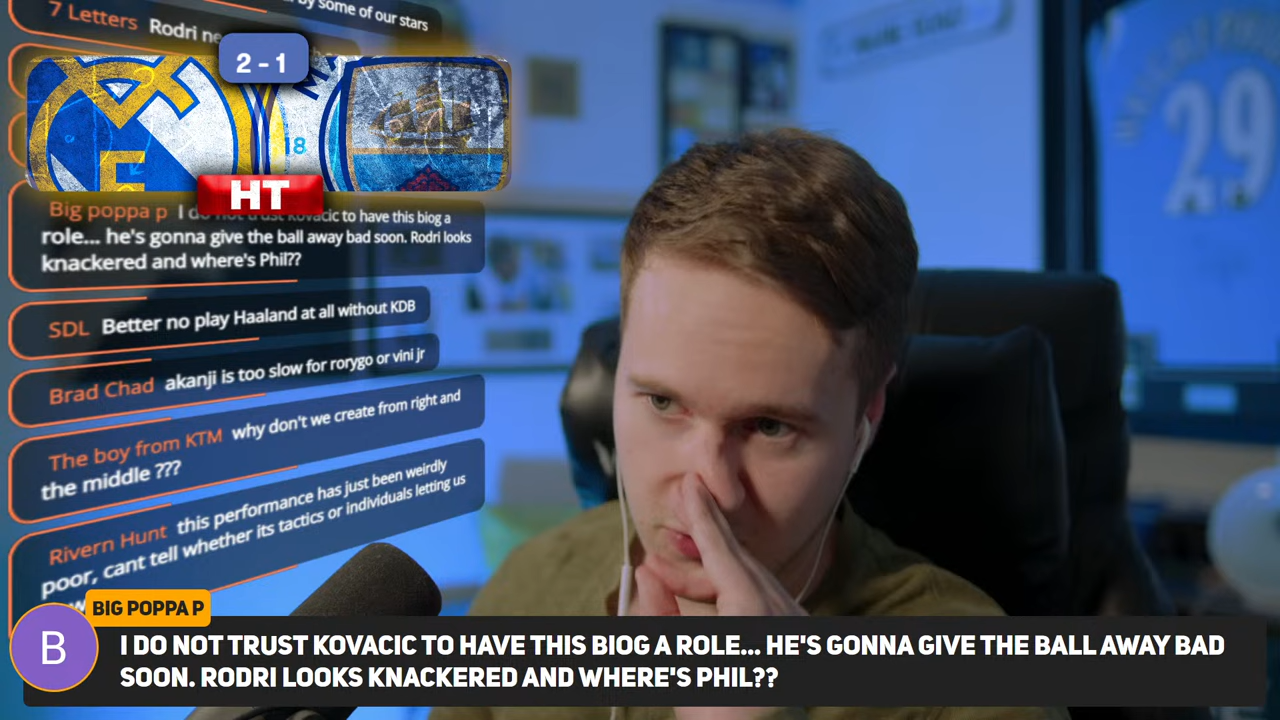 by some of our stars
7 Letters Rodri ne
2 - 1
18
HT
Big poppa p I do not trust kovacic to have this biog a
role... he's gonna give the ball away bad soon. Rodri looks
knackered and where's Phil??
SDL Better no play Haaland at all without KDB
Brad Chad akanji is too slow for rorygo or vini jr
The boy from KTM why don't we create from right and
the middle ???
Rivern Hunt this performance has just been weirdly
poor, cant tell whether its tactics or individuals letting us
29
BIG POPPA P
B
I DO NOT TRUST KOVACIC TO HAVE THIS BIOG A ROLE... HE'S GONNA GIVE THE BALL AWAY BAD
SOON. RODRI LOOKS KNACKERED AND WHERE'S PHIL??